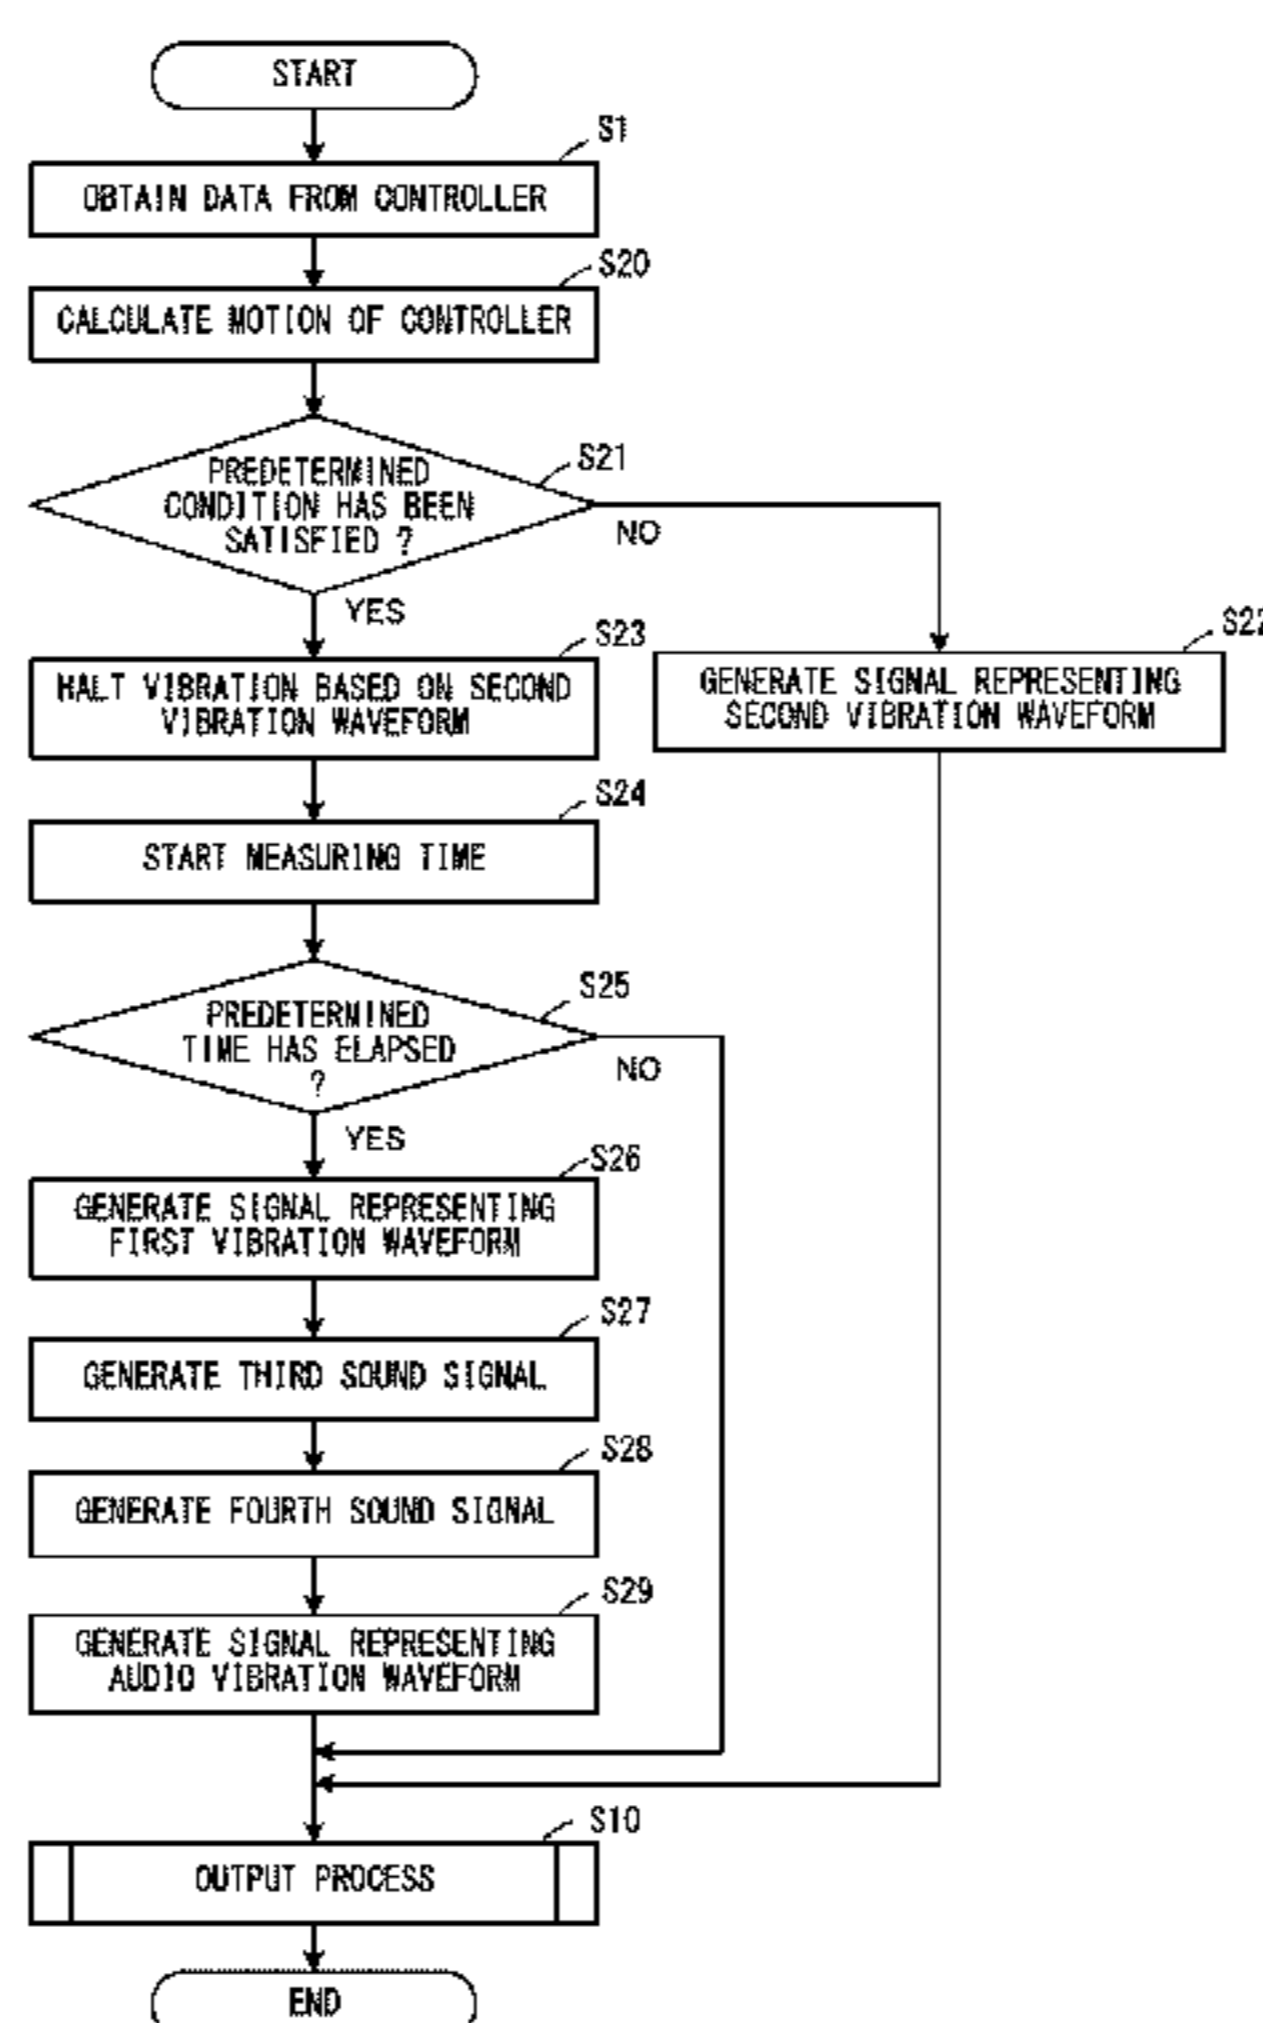 START
S1
OBTAIN DATA FROM CONTROLLER
S20
CALCULATE MOTION OF CONTROLLER
S21
PREDETERMINED
CONDITION HAS BEEN
SATISFIED ?
NO
YES
S23
HALT VIBRATION BASED ON SECOND
VIBRATION WAVEFORM
S22
GENERATE SIGNAL REPRESENTING
SECOND VIBRATION WAVEFORM
S24
START MEASURING TIME
S25
PREDETERMINED
TIME HAS ELAPSED
?
NO
YES
S26
GENERATE SIGNAL REPRESENTING
FIRST VIBRATION WAVEFORM
S27
GENERATE THIRD SOUND SIGNAL
S28
GENERATE FOURTH SOUND SIGNAL
S29
GENERATE SIGNAL REPRESENTING
AUDIO VIBRATION WAVEFORM
S10
OUTPUT PROCESS
END